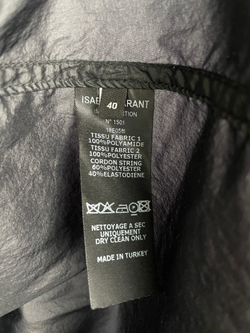 40
N° 1501
TISSU FABRIC 1
100%POLYAMIDE
TISSU FABRIC 2
100%POLYESTER
CORDON STRING
60%POLYESTER
40%ELASTODIENE
NETTOYAGE A SEC
UNIQUEMENT
DRY CLEAN ONLY
MADE IN TURKEY